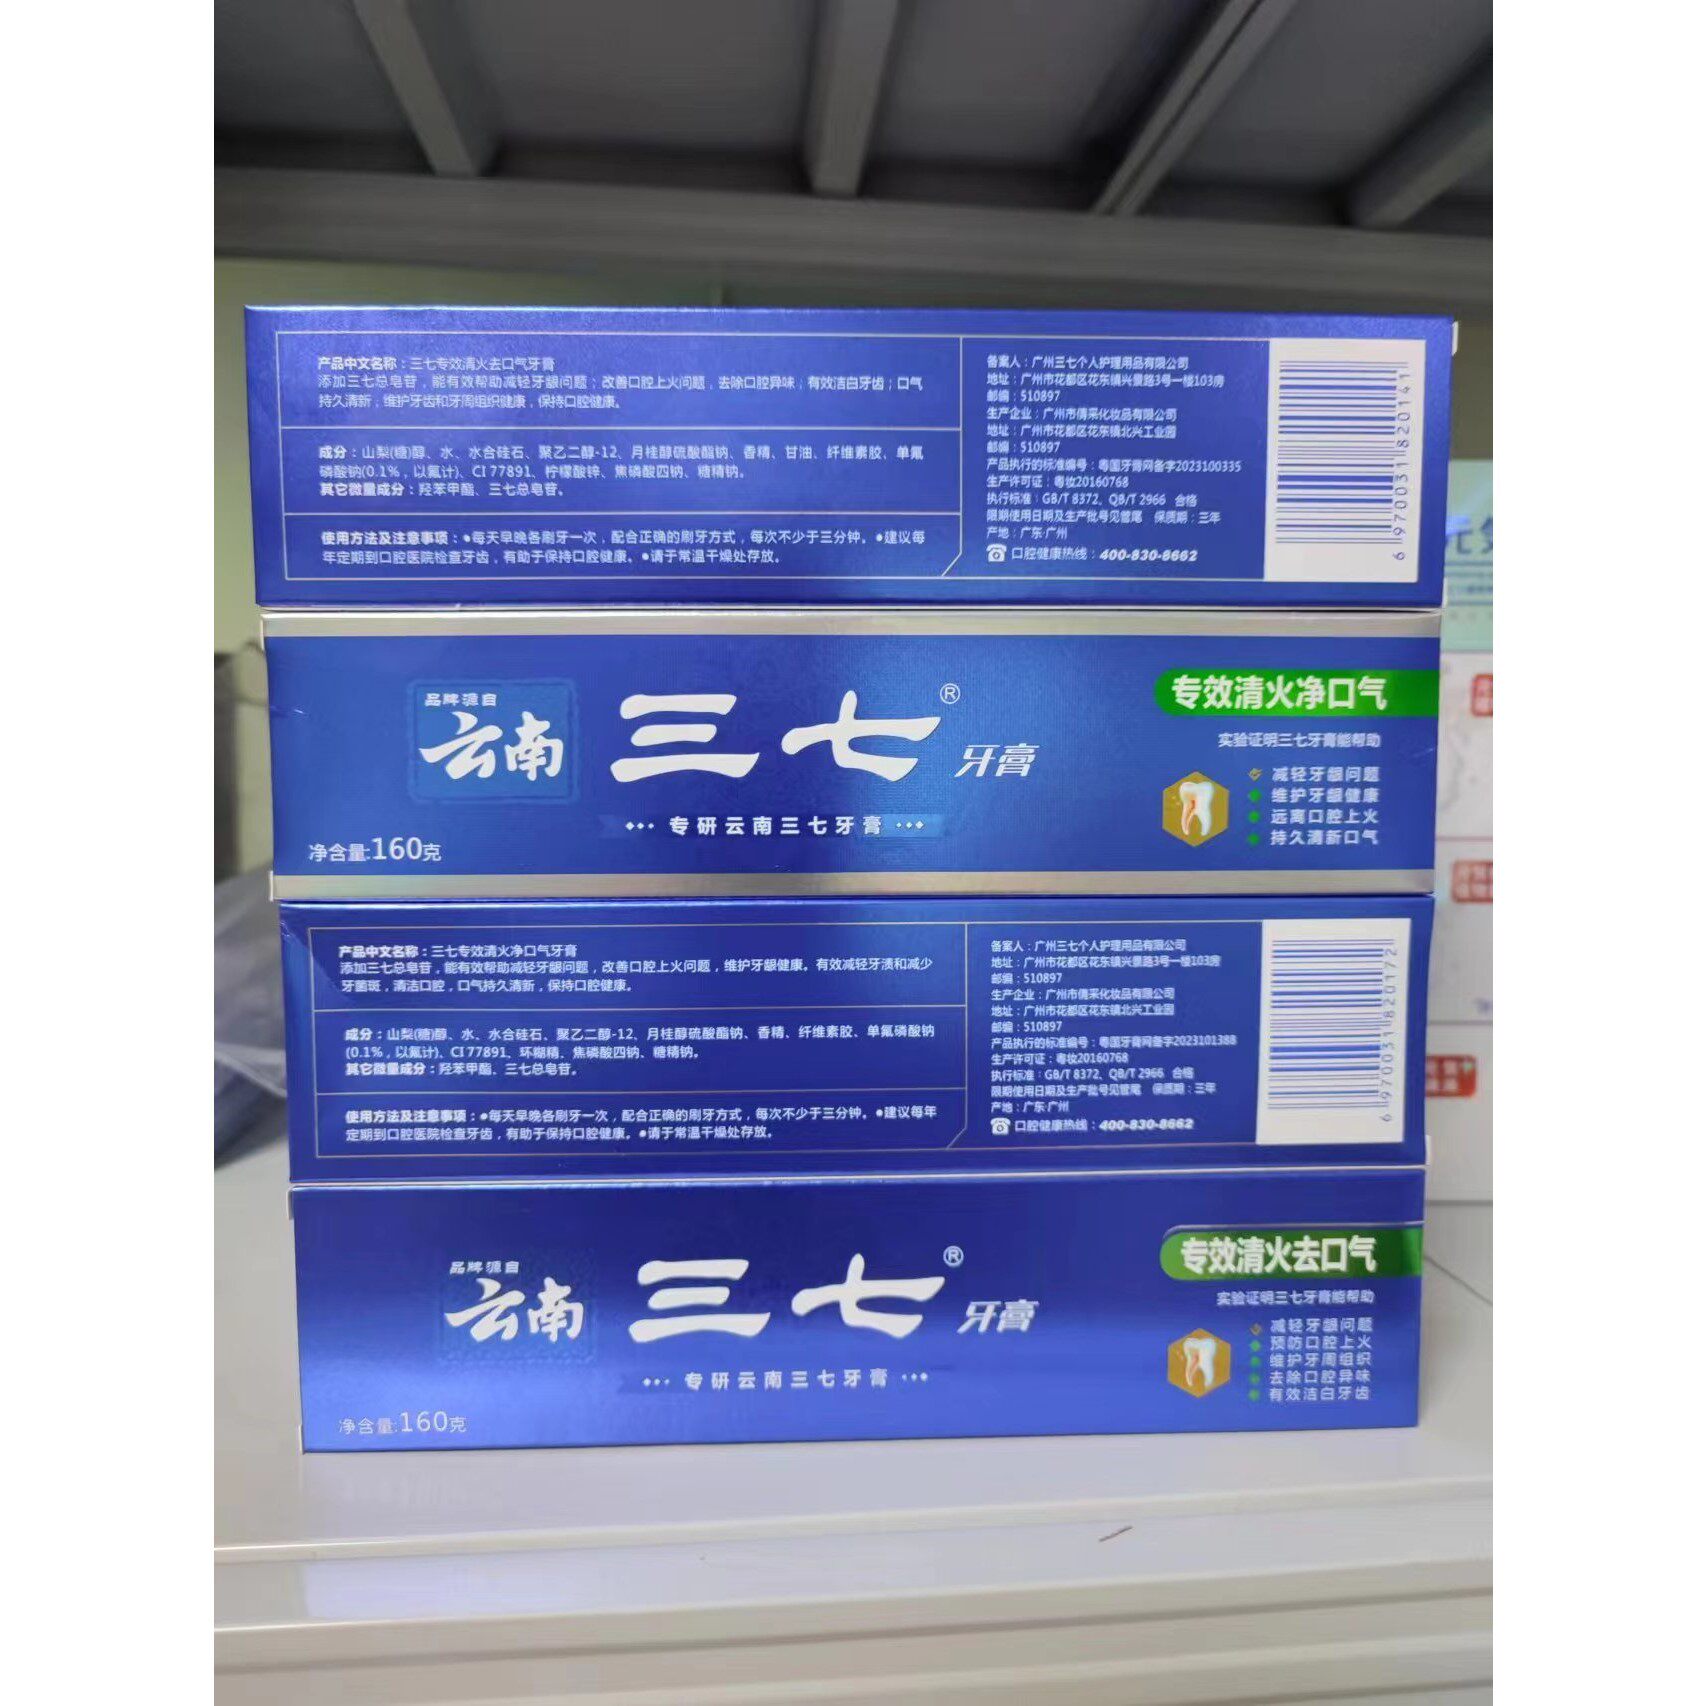 产品中文名称：三七专效清火去口气牙膏
添加三七总皂苷，能有效帮助减轻牙龈问题；改善口腔上火问题，去除口腔异味，有效洁白牙齿；口气
持久清新，维护牙齿和牙周组织健康，保持口腔健康。
成分：山梨(糖)醇、水、水合硅石、聚乙二醇-12、月桂醇硫酸酯钠、香精、甘油、纤维素胶、单氟
磷酸钠(0.1%，以氟计)、CI 77891、柠檬酸锌、焦磷酸四钠、糖精钠。
其它微量成分：羟苯甲酯、三七总皂苷。
使用方法及注意事项：●每天早晚各刷牙一次，配合正确的刷牙方式，每次不少于三分钟。●建议每
年定期到口腔医院检查牙齿，有助于保持口腔健康。●请于常温干燥处存放。
备案人：广州三七个人护理用品有限公司
地址：广州市花都区花东镇兴景路3号一楼103房
邮编：510897
生产企业：广州市倩采化妆品有限公司
地址：广州市花都区花东镇北兴工业园
邮编：510897
产品执行的标准编号：粤国牙膏网备字2023100335
生产许可证：粤妆20160768
执行标准：GB/T 8372、QB/T 2966 合格
限期使用日期及生产批号见管尾 保质期：三年
产地：广东·广州
口腔健康热线：400-830-8662
6 970031 820141
品牌源自
云南
三七®
牙膏
专研云南三七牙膏
净含量:160克
专效清火净口气
实验证明三七牙膏能帮助
减轻牙龈问题
维护牙龈健康
远离口腔上火
持久清新口气
产品中文名称：三七专效清火净口气牙膏
添加三七总皂苷，能有效帮助减轻牙龈问题，改善口腔上火问题，维护牙龈健康。有效减轻牙渍和减少
牙菌斑，清洁口腔，口气持久清新，保持口腔健康。
成分：山梨(糖)醇、水、水合硅石、聚乙二醇-12、月桂醇硫酸酯钠、香精、纤维素胶、单氟磷酸钠
(0.1%，以氟计)、CI 77891、环糊精、焦磷酸四钠、糖精钠。
其它微量成分：羟苯甲酯、三七总皂苷。
使用方法及注意事项：●每天早晚各刷牙一次，配合正确的刷牙方式，每次不少于三分钟。●建议每年
定期到口腔医院检查牙齿，有助于保持口腔健康。●请于常温干燥处存放。
备案人：广州三七个人护理用品有限公司
地址：广州市花都区花东镇兴景路3号一楼103房
邮编：510897
生产企业：广州市倩采化妆品有限公司
地址：广州市花都区花东镇北兴工业园
邮编：510897
产品执行的标准编号：粤国牙膏网备字2023101388
生产许可证：粤妆20160768
执行标准：GB/T 8372、QB/T 2966 合格
限期使用日期及生产批号见管尾 保质期：三年
产地：广东·广州
口腔健康热线：400-830-8662
6 970031 820172
品牌源自
云南
三七®
牙膏
专研云南三七牙膏
净含量:160克
专效清火去口气
实验证明三七牙膏能帮助
减轻牙龈问题
预防口腔上火
维护牙周组织
去除口腔异味
有效洁白牙齿